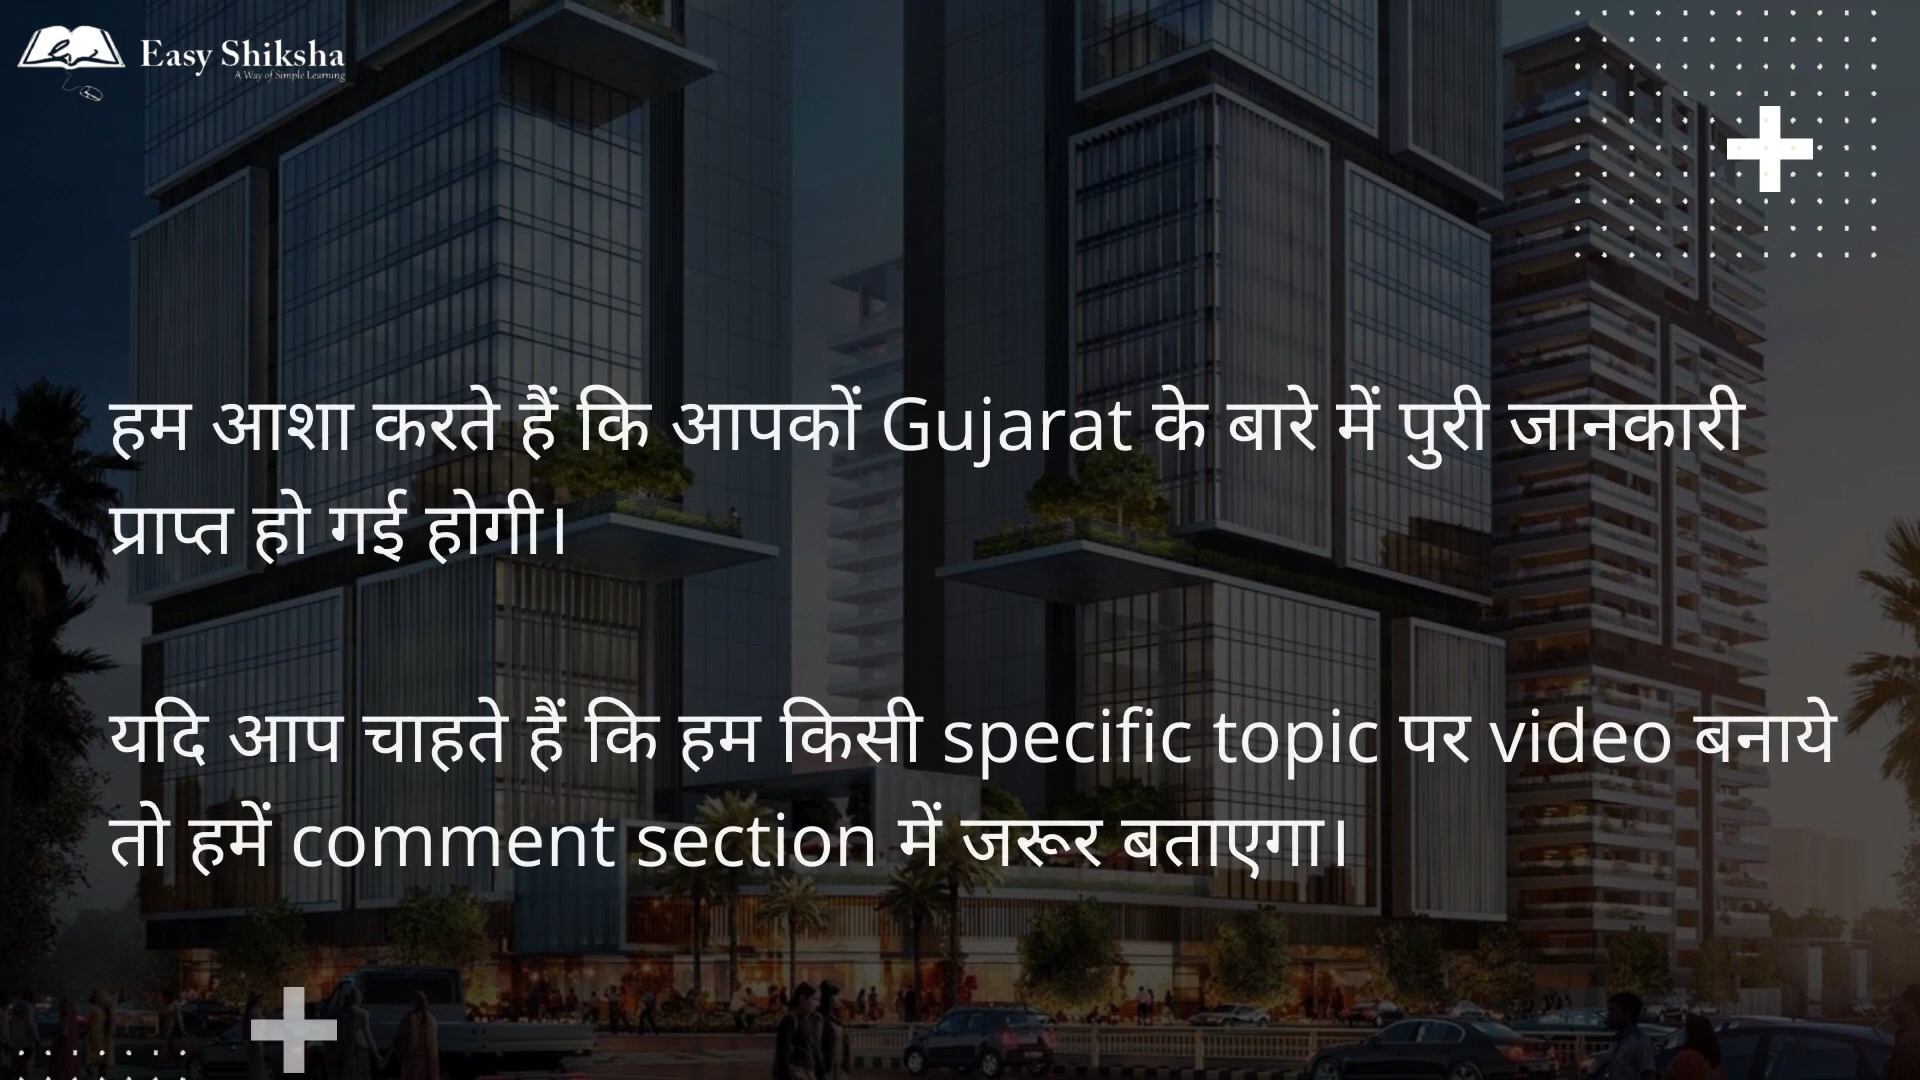 Easy Shiksha
A Way of Simple Learning
हम आशा करते हैं कि आपकों Gujarat के बारे में पुरी जानकारी
प्राप्त हो गई होगी।
यदि आप चाहते हैं कि हम किसी specific topic पर video बनाये
तो हमें comment section में जरूर बताएगा।